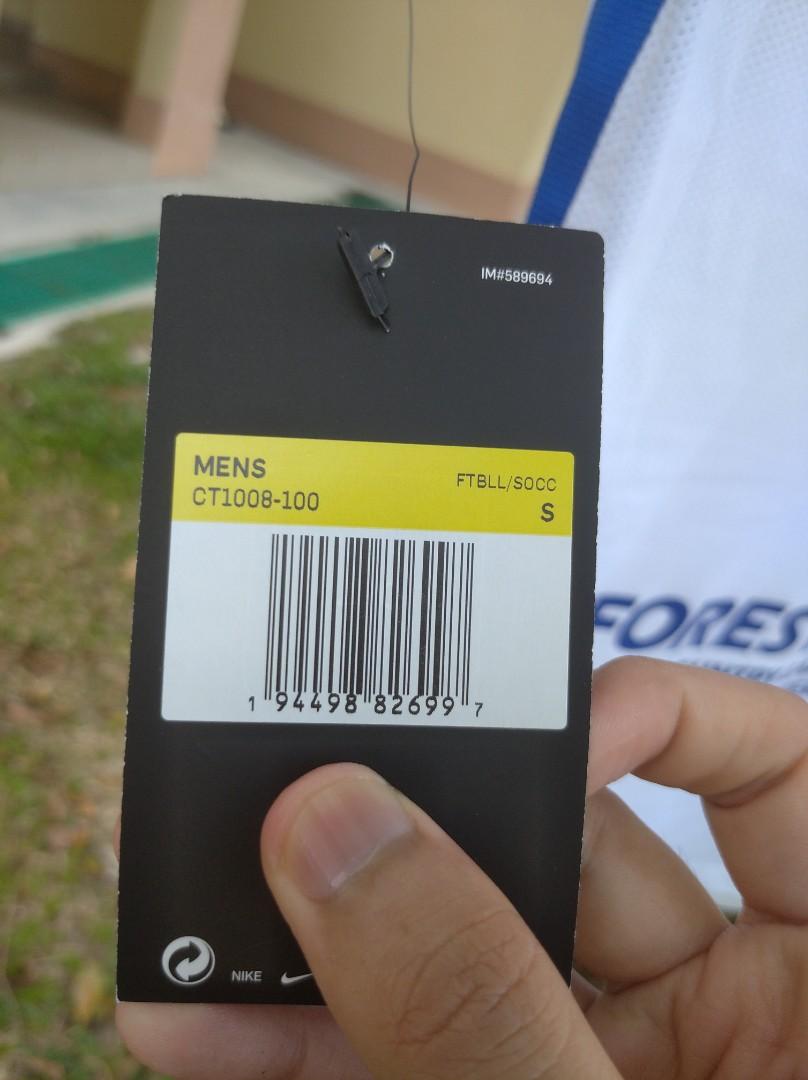 IM#589694
MENS
FTBLL/SOCC
CT1008-100
S
1 94498 82699 7
FORES
NIKE